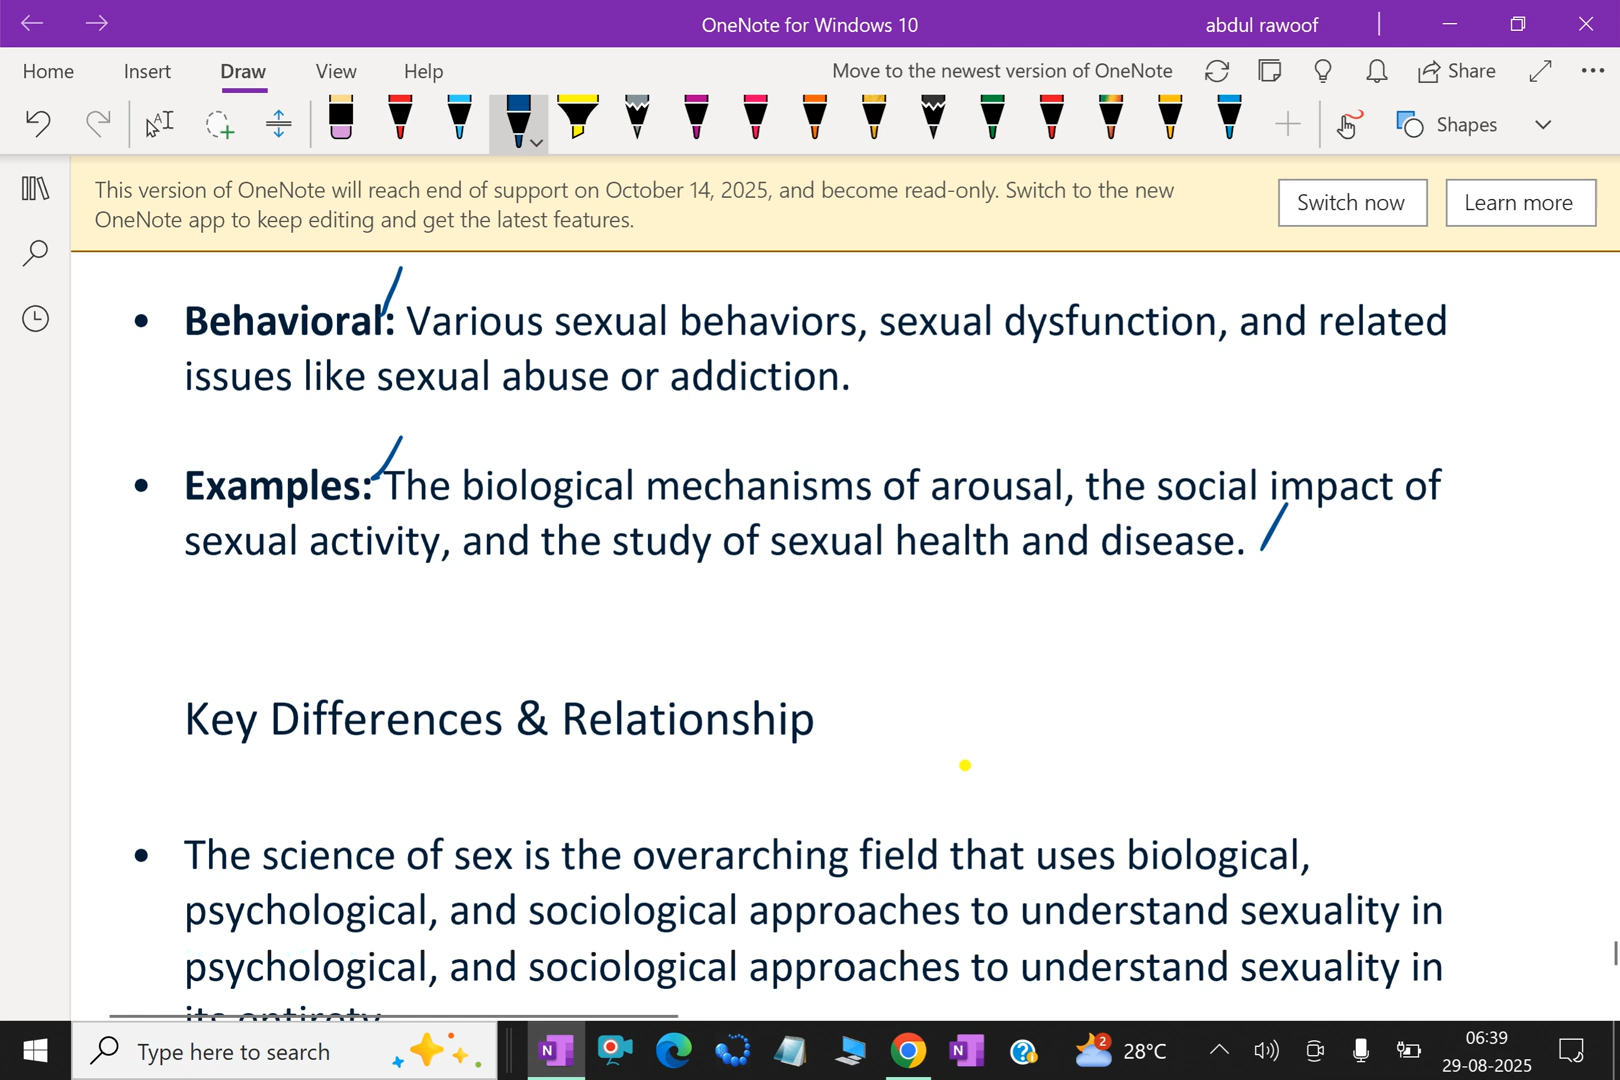 OneNote for Windows 10
abdul rawoof
Home Insert Draw View Help
Move to the newest version of OneNote
Share
Shapes
This version of OneNote will reach end of support on October 14, 2025, and become read-only. Switch to the new
OneNote app to keep editing and get the latest features.
Switch now
Learn more
• Behavioral: Various sexual behaviors, sexual dysfunction, and related
issues like sexual abuse or addiction.
• Examples: The biological mechanisms of arousal, the social impact of
sexual activity, and the study of sexual health and disease.
Key Differences & Relationship
• The science of sex is the overarching field that uses biological,
psychological, and sociological approaches to understand sexuality in
psychological, and sociological approaches to understand sexuality in
its entirety
Type here to search
2
28°C
06:39
29-08-2025